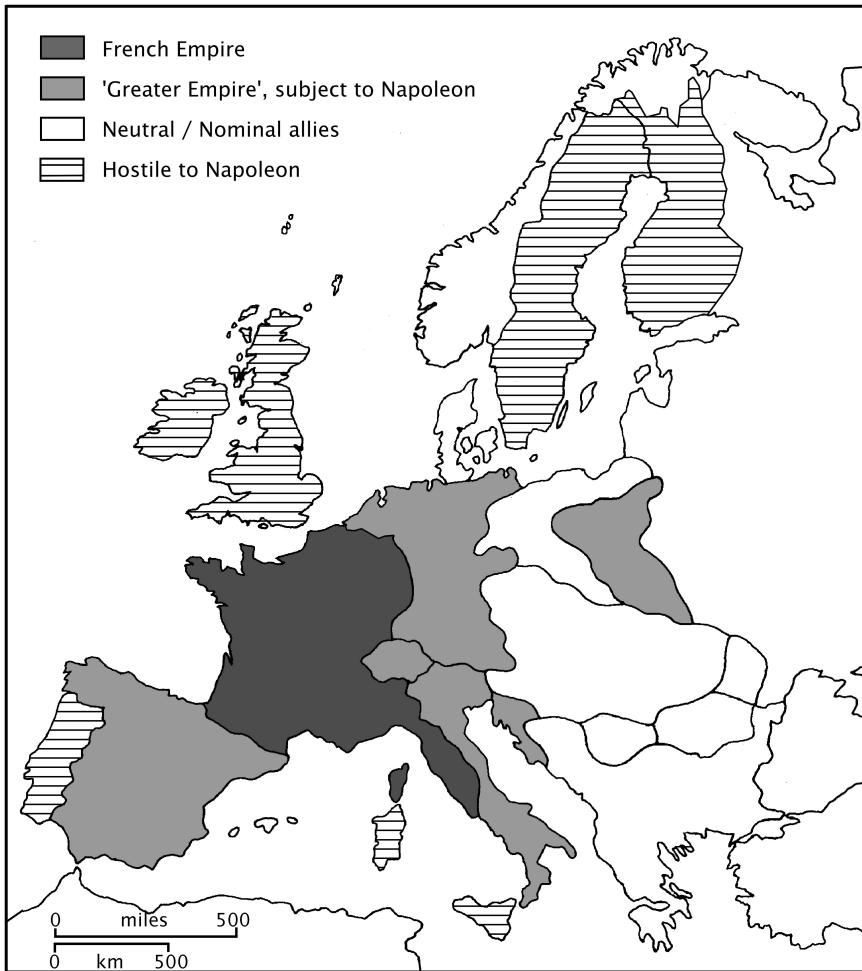 French Empire
'Greater Empire', subject to Napoleon
Neutral / Nominal allies
Hostile to Napoleon
0 miles 500
0 km 500